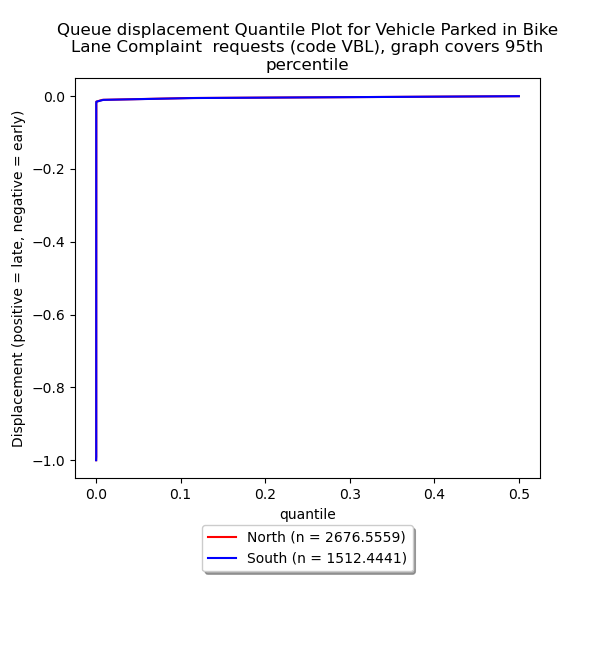 Queue displacement Quantile Plot for Vehicle Parked in Bike
Lane Complaint  requests (code VBL), graph covers 95th
percentile
Displacement (positive = late, negative = early)
0.0
−0.2
−0.4
−0.6
−0.8
−1.0
0.0 0.1 0.2 0.3 0.4 0.5
quantile
North (n = 2676.5559)
South (n = 1512.4441)